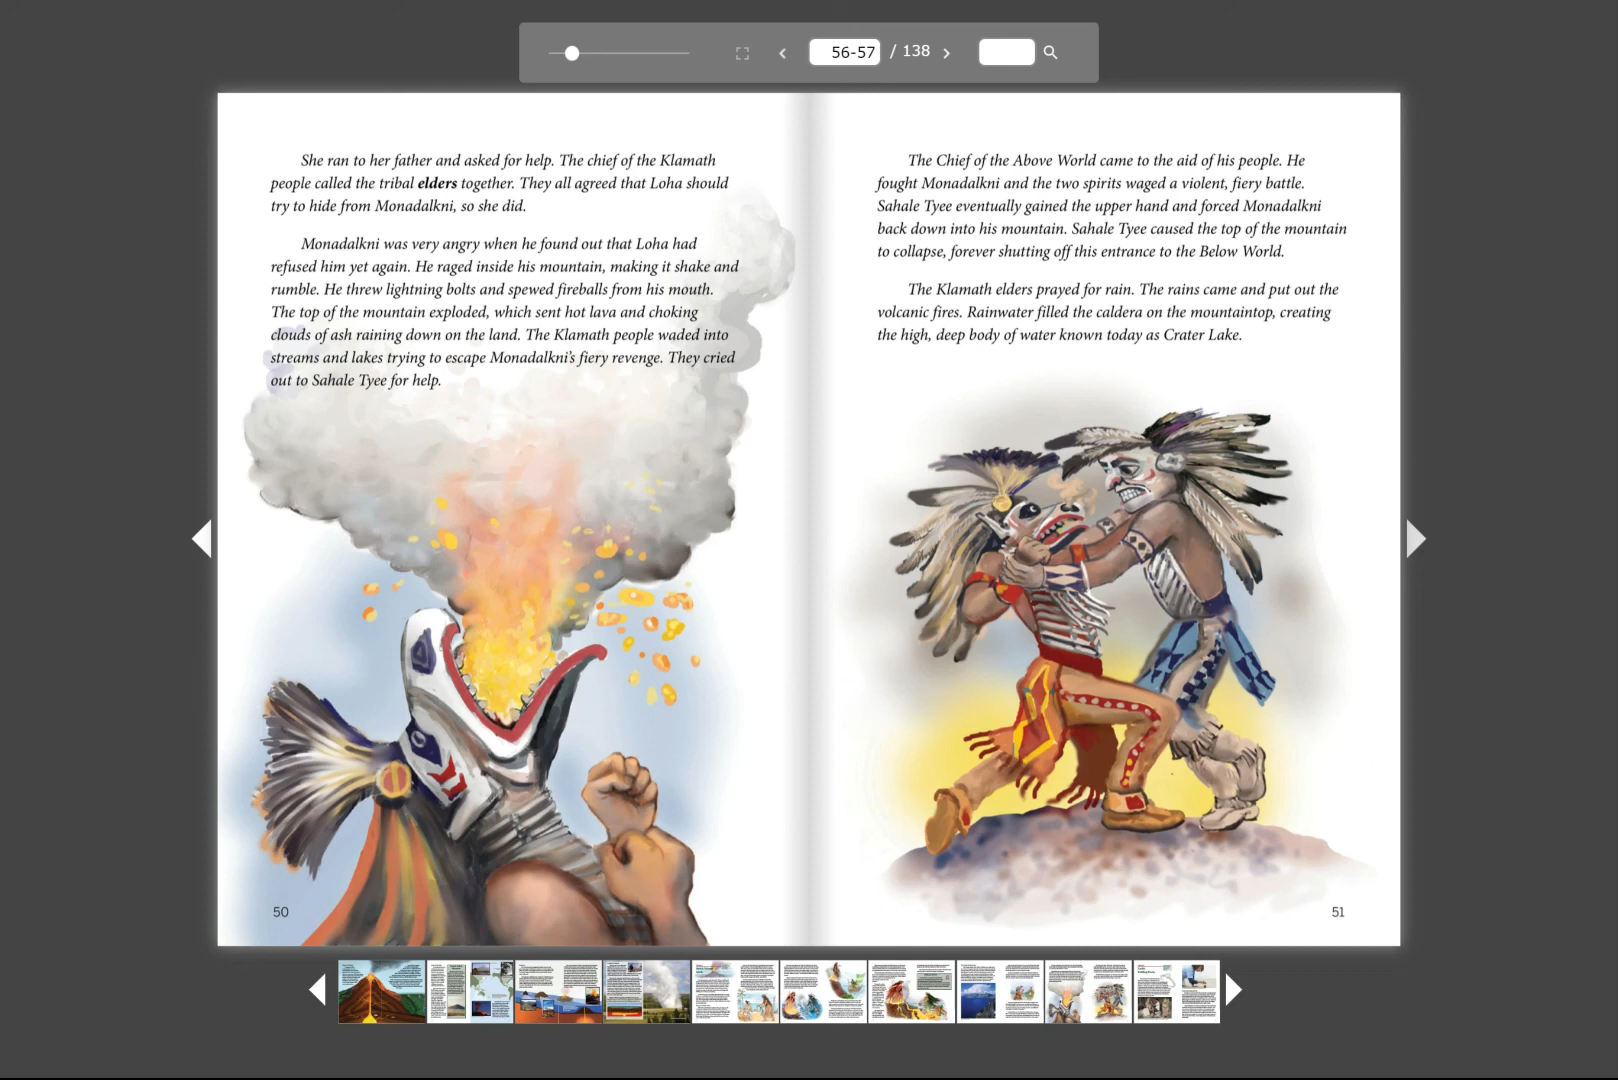 56-57 / 138
She ran to her father and asked for help. The chief of the Klamath
people called the tribal elders together. They all agreed that Loha should
try to hide from Monadalkni, so she did.
Monadalkni was very angry when he found out that Loha had
refused him yet again. He raged inside his mountain, making it shake and
rumble. He threw lightning bolts and spewed fireballs from his mouth.
The top of the mountain exploded, which sent hot lava and choking
clouds of ash raining down on the land. The Klamath people waded into
streams and lakes trying to escape Monadalkni’s fiery revenge. They cried
out to Sahale Tyee for help.
50
The Chief of the Above World came to the aid of his people. He
fought Monadalkni and the two spirits waged a violent, fiery battle.
Sahale Tyee eventually gained the upper hand and forced Monadalkni
back down into his mountain. Sahale Tyee caused the top of the mountain
to collapse, forever shutting off this entrance to the Below World.
The Klamath elders prayed for rain. The rains came and put out the
volcanic fires. Rainwater filled the caldera on the mountaintop, creating
the high, deep body of water known today as Crater Lake.
51